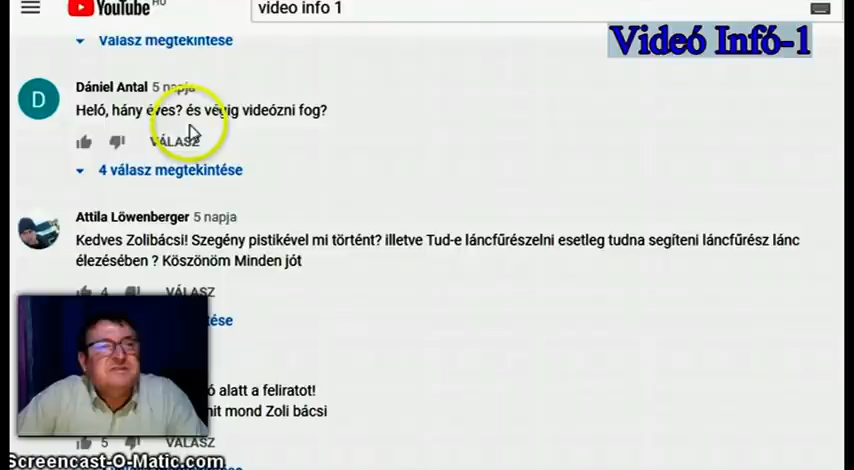 YouTube HU
video info 1
Videó Infó-1
Válasz megtekintése
D
Dániel Antal 5 napja
Heló, hány éves? és végig videózni fog?
VÁLASZ
4 válasz megtekintése
Attila Löwenberger 5 napja
Kedves Zolibácsi! Szegény pistikével mi történt? illetve Tud-e láncfűrészelni esetleg tudna segíteni láncfűrész lánc
élezésében ? Köszönöm Minden jót
4 VÁLASZ
alatt a feliratot!
mond Zoli bácsi
5 VÁLASZ
Screencast-O-Matic.com